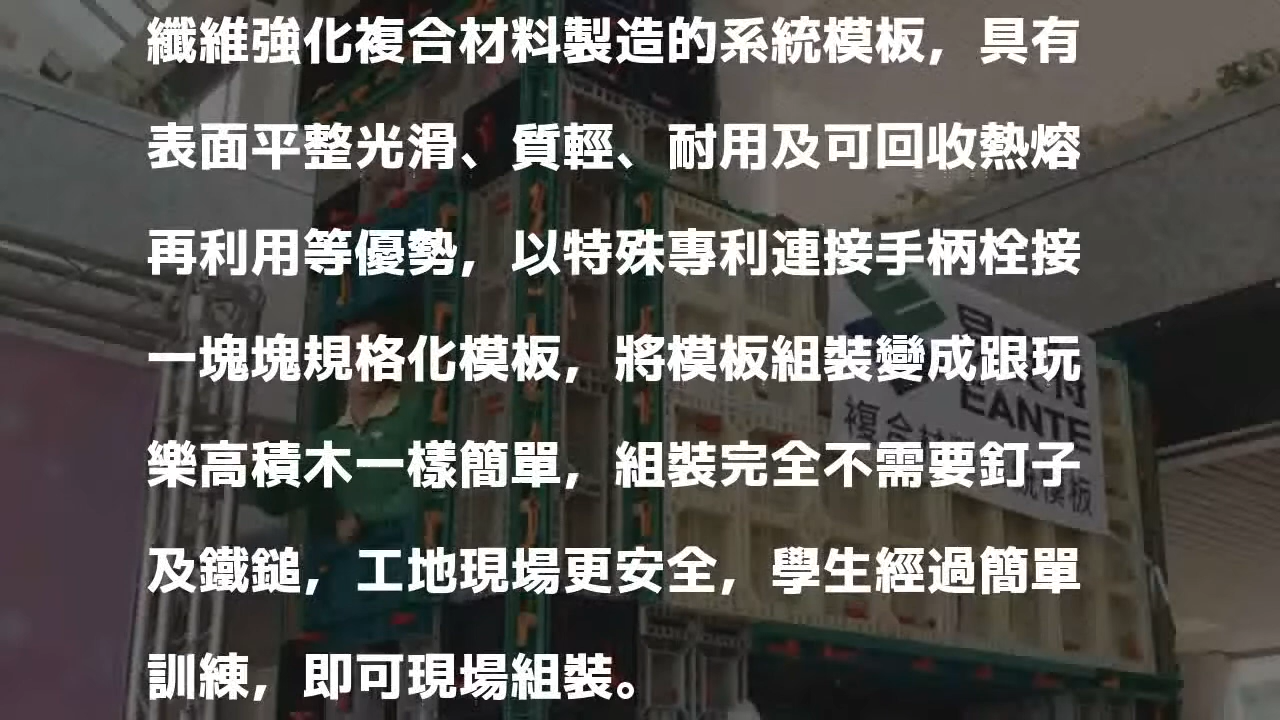 纖維強化複合材料製造的系統模板，具有
表面平整光滑、質輕、耐用及可回收熱熔
再利用等優勢，以特殊專利連接手柄栓接
一塊塊規格化模板，將模板組裝變成跟玩
樂高積木一樣簡單，組裝完全不需要釘子
及鐵鎚，工地現場更安全，學生經過簡單
訓練，即可現場組裝。
EANTE